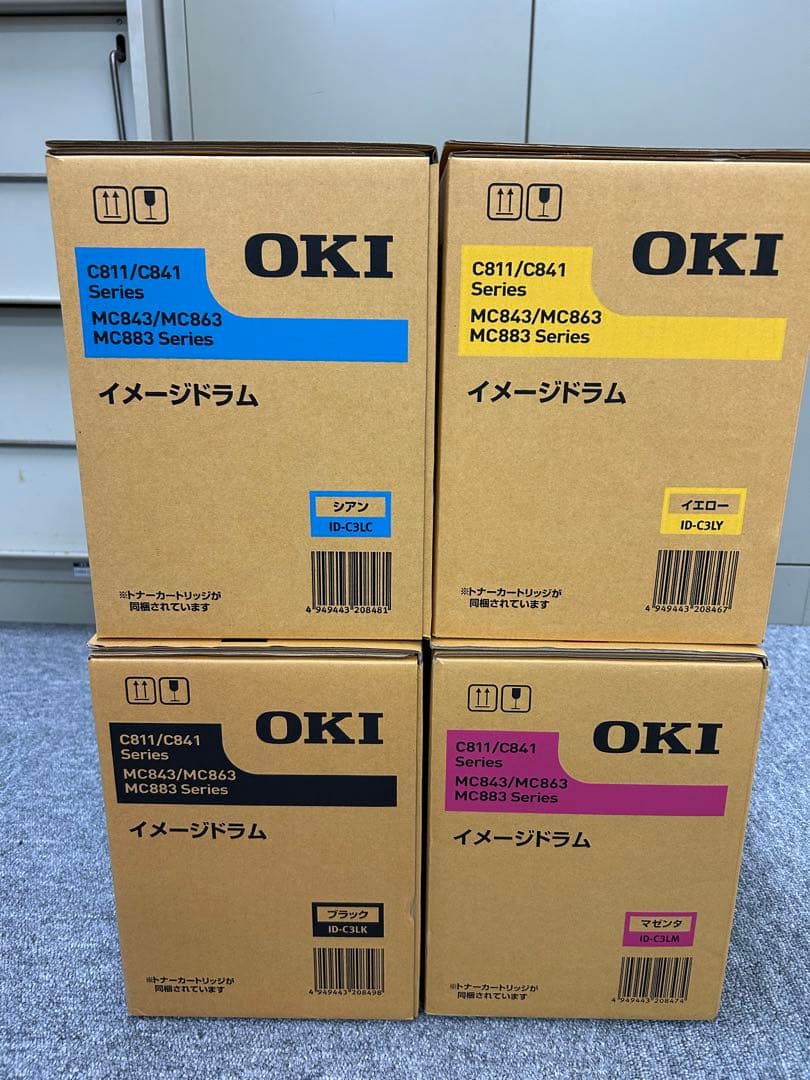 OKI
C811/C841
Series
MC843/MC863
MC883 Series
イメージドラム
シアン
ID-C3LC
※トナーカートリッジが
同梱されています
4 949443 208481
OKI
C811/C841
Series
MC843/MC863
MC883 Series
イメージドラム
イエロー
ID-C3LY
※トナーカートリッジが
同梱されています
4 949443 208467
OKI
C811/C841
Series
MC843/MC863
MC883 Series
イメージドラム
ブラック
ID-C3LK
※トナーカートリッジが
同梱されています
4 949443 208498
OKI
C811/C841
Series
MC843/MC863
MC883 Series
イメージドラム
マゼンタ
ID-C3LM
※トナーカートリッジが
同梱されています
4 949443 208474